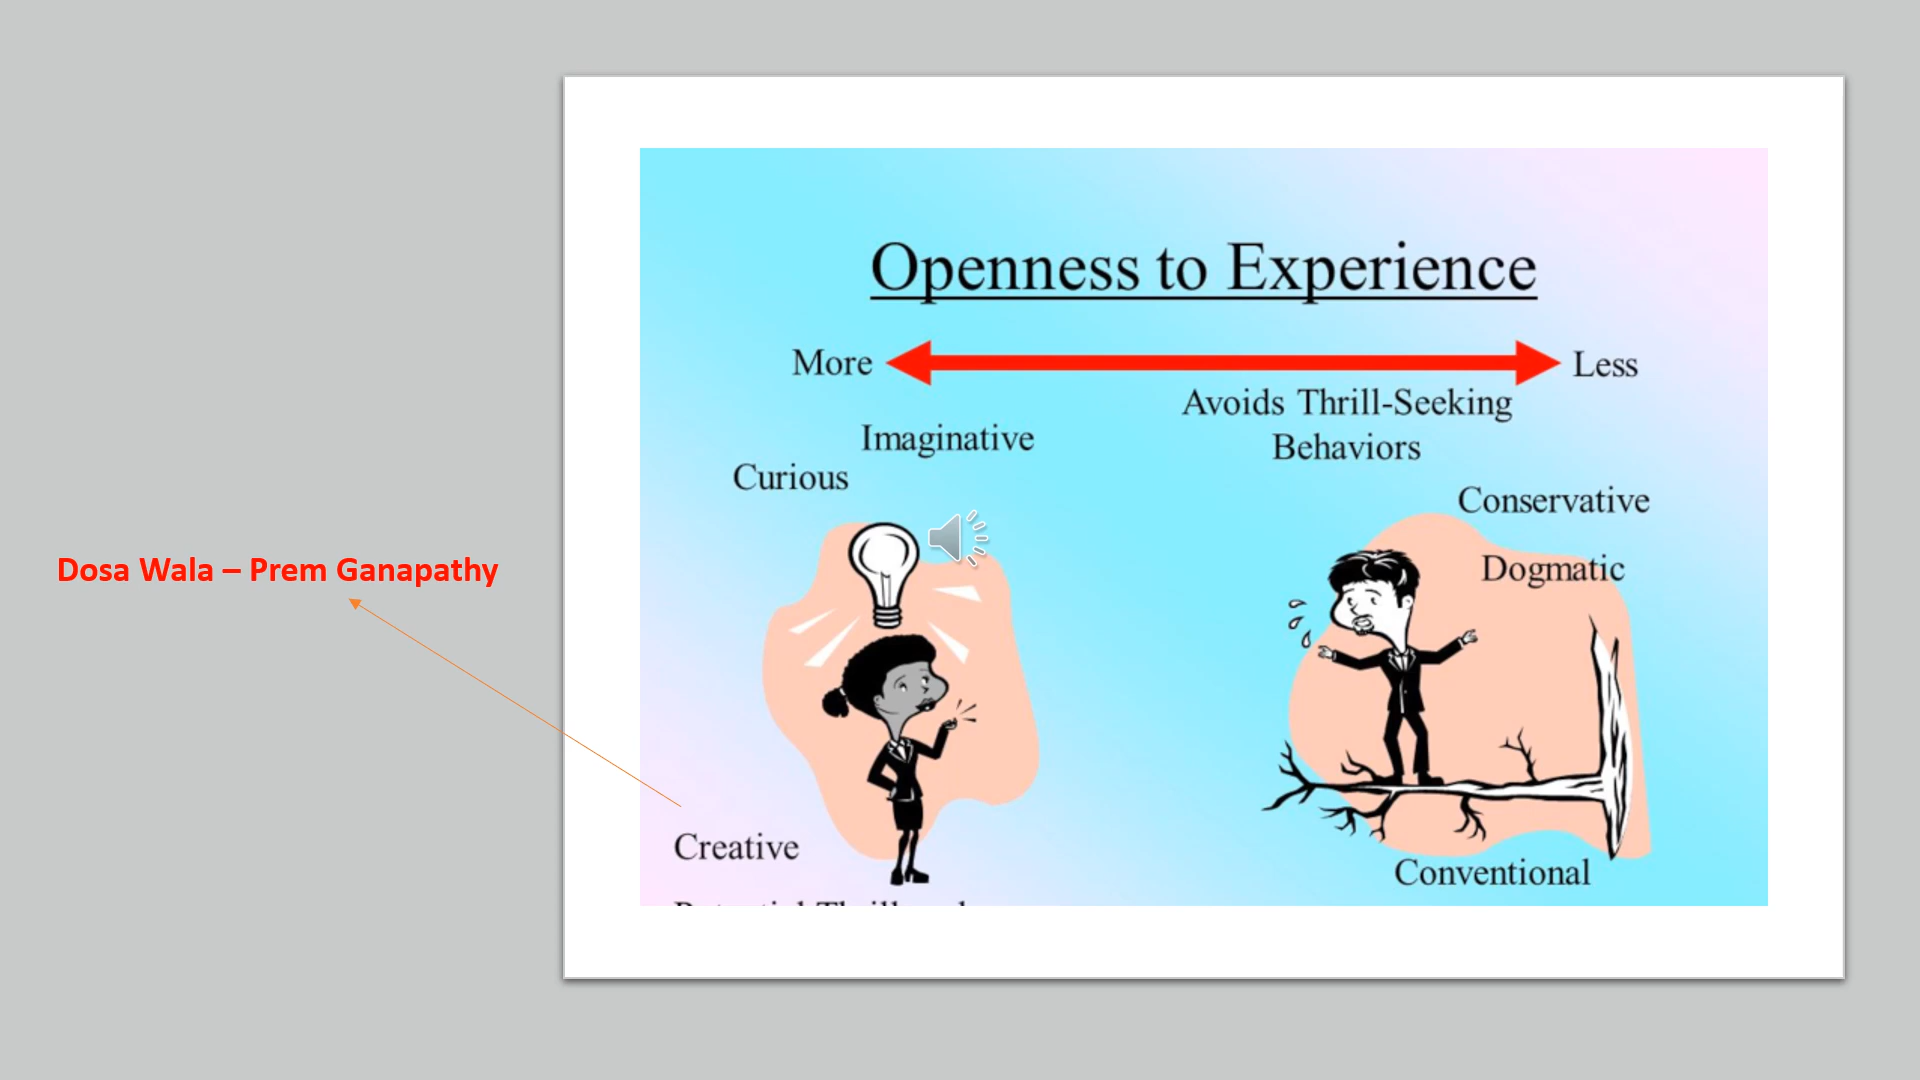 Openness to Experience
More
Less
Avoids Thrill-Seeking
Behaviors
Imaginative
Curious
Conservative
Dogmatic
Dosa Wala – Prem Ganapathy
Creative
Conventional